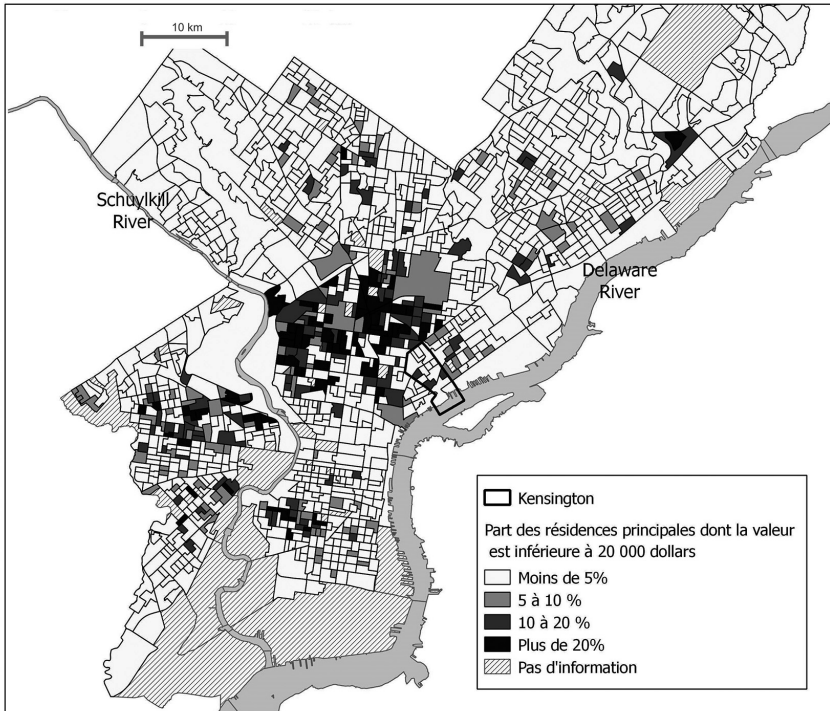 10 km
Schuylkill
River
Delaware
River
Kensington
Part des résidences principales dont la valeur
est inférieure à 20 000 dollars
Moins de 5%
5 à 10 %
10 à 20 %
Plus de 20%
Pas d'information